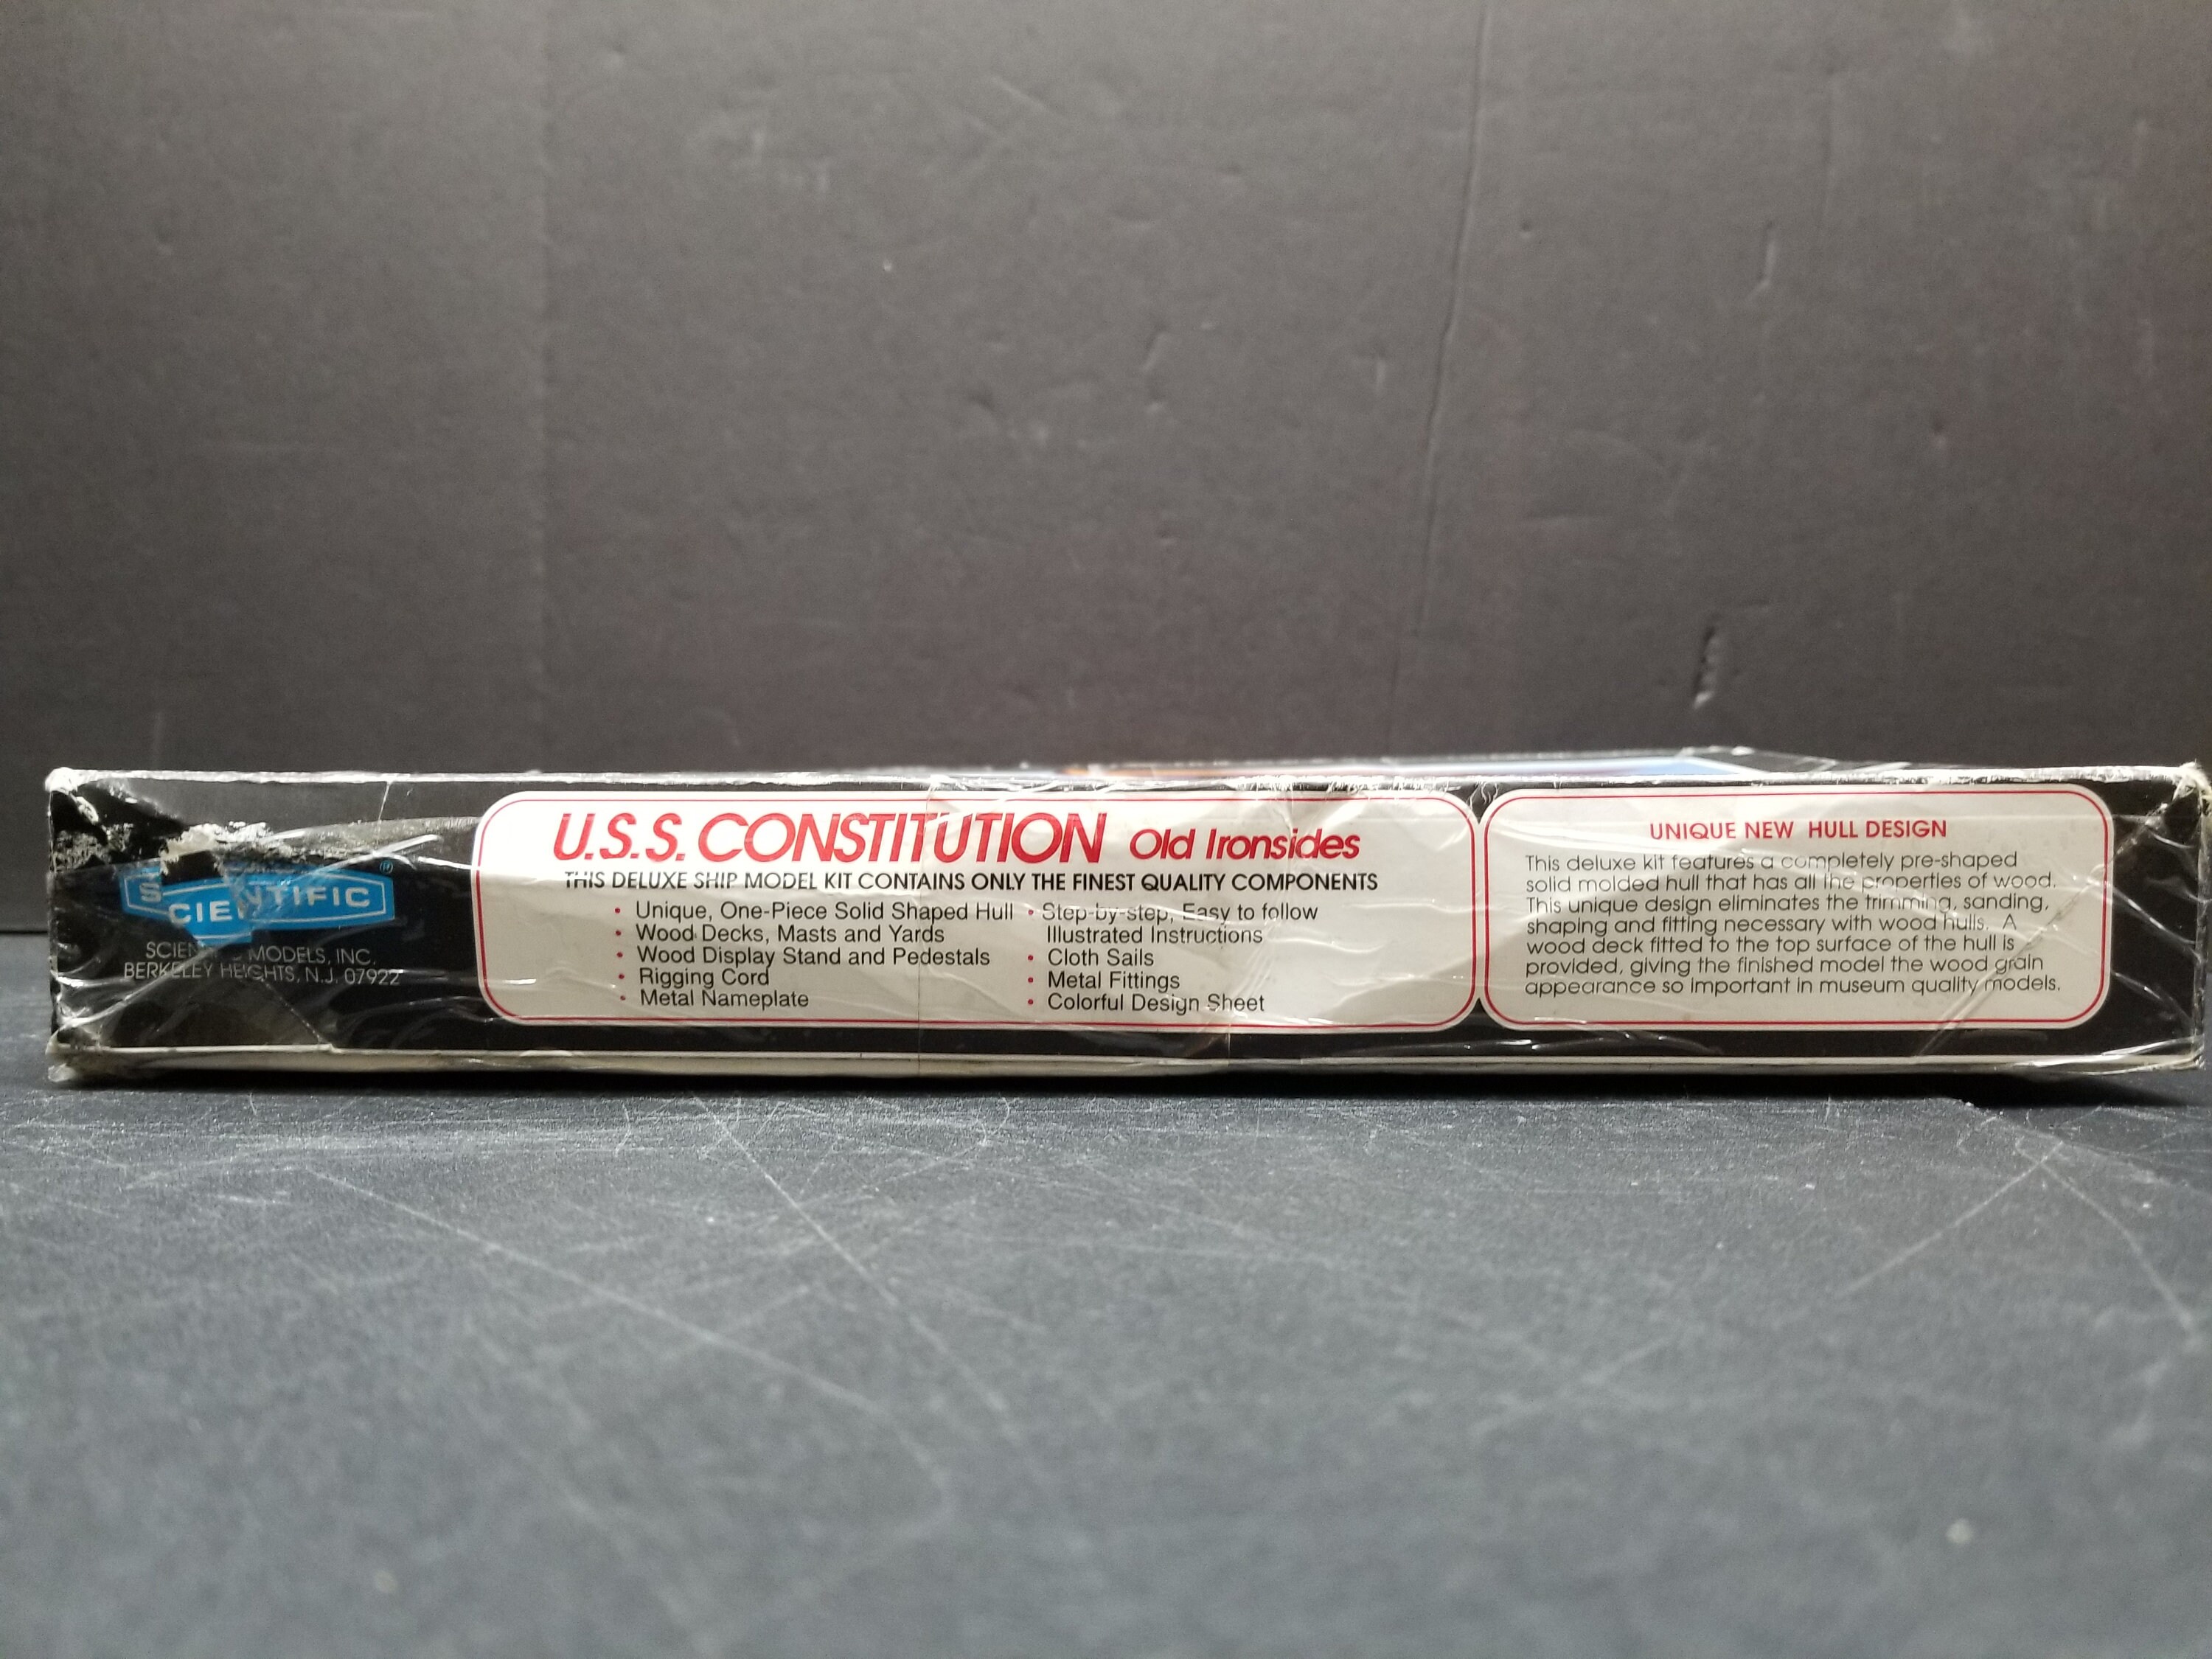 SCIENTIFIC ®
MODELS, INC.
BERKELEY HEIGHTS, N.J. 07922
U.S.S. CONSTITUTION Old Ironsides
THIS DELUXE SHIP MODEL KIT CONTAINS ONLY THE FINEST QUALITY COMPONENTS
• Unique, One-Piece Solid Shaped Hull
• Wood Decks, Masts and Yards
• Wood Display Stand and Pedestals
• Rigging Cord
• Metal Nameplate
• Step-by-step, Easy to follow
Illustrated Instructions
• Cloth Sails
• Metal Fittings
• Colorful Design Sheet
UNIQUE NEW HULL DESIGN
This deluxe kit features a completely pre-shaped
solid molded hull that has all the properties of wood.
This unique design eliminates the trimming, sanding,
shaping and fitting necessary with wood hulls. A
wood deck fitted to the top surface of the hull is
provided, giving the finished model the wood grain
appearance so important in museum quality models.